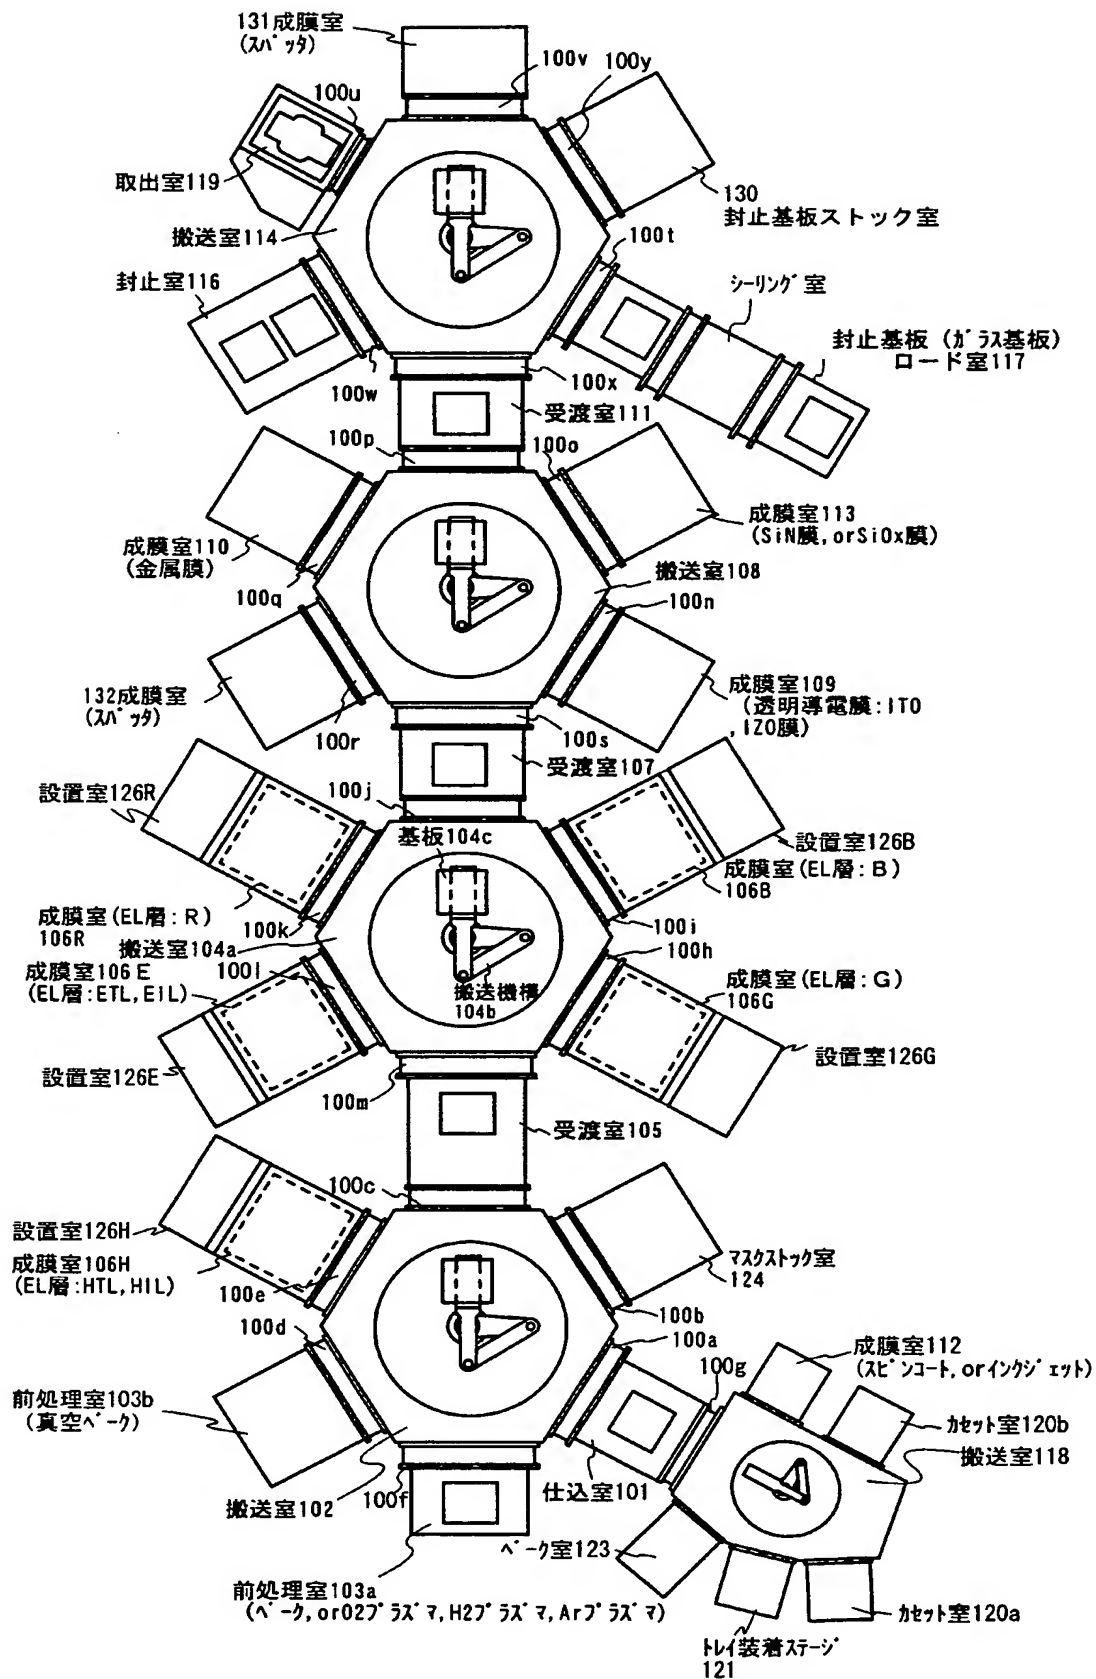 131成膜室
(スパッタ)
100v
100y
100u
取出室119
130
封止基板ストック室
搬送室114
100t
封止室116
シーリング室
封止基板 (ガラス基板)
ロード室117
100w
100x
受渡室111
100p
100o
成膜室113
(SiN膜,orSiOx膜)
成膜室110
(金属膜)
搬送室108
100q
100n
132成膜室
(スパッタ)
成膜室109
(透明導電膜:ITO
,IZO膜)
100r
100s
受渡室107
設置室126R
100j
基板104c
設置室126B
成膜室(EL層:B)
106B
成膜室(EL層:R)
106R
100k
100i
搬送室104a
100h
成膜室106E
(EL層:ETL,EIL)
100l
成膜室(EL層:G)
106G
搬送機構
104b
設置室126E
設置室126G
100m
受渡室105
100c
設置室126H
成膜室106H
(EL層:HTL,HIL)
マスクストック室
124
100e
100b
100d
100a
成膜室112
(スピンコート,orインクジェット)
100g
前処理室103b
(真空ベーク)
カセット室120b
搬送室118
搬送室102
100f
仕込室101
ベーク室123
前処理室103a
(ベーク,orO2プラズマ,H2プラズマ,Arプラズマ)
カセット室120a
トレイ装着ステージ
121